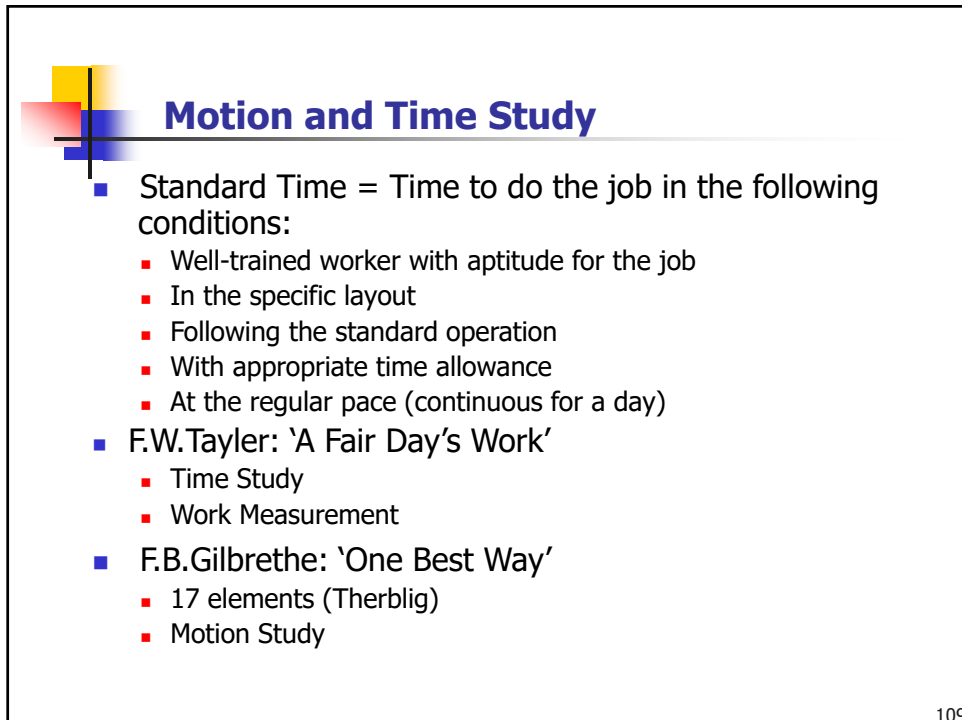 Motion and Time Study
Standard Time = Time to do the job in the following
conditions:
Well-trained worker with aptitude for the job
In the specific layout
Following the standard operation
With appropriate time allowance
At the regular pace (continuous for a day)
F.W.Tayler: ‘A Fair Day’s Work’
Time Study
Work Measurement
F.B.Gilbrethe: ‘One Best Way’
17 elements (Therblig)
Motion Study
109